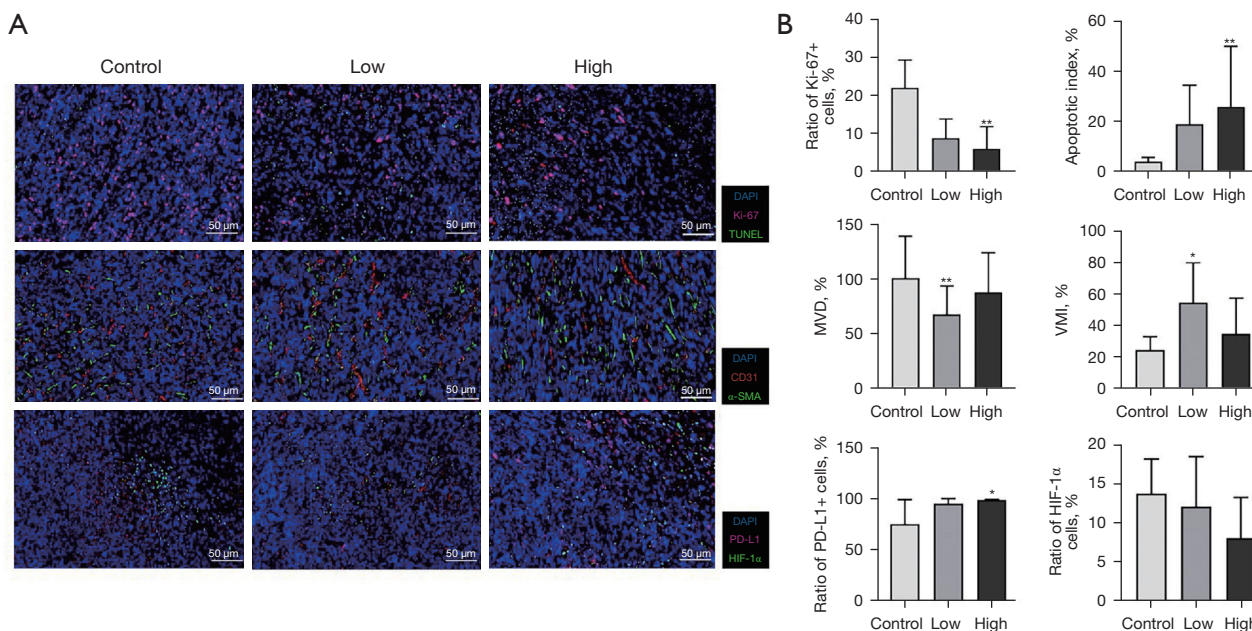 A
Control Low High
50 µm 50 µm 50 µm
DAPI
Ki-67
TUNEL
50 µm 50 µm 50 µm
DAPI
CD31
α-SMA
50 µm 50 µm 50 µm
DAPI
PD-L1
HIF-1α
B
Ratio of Ki-67+
cells, %
40
30
20
10
0
**
Control Low High
Apoptotic index, %
60
40
20
0
**
Control Low High
MVD, %
150
100
50
0
**
Control Low High
VMI, %
100
80
60
40
20
0
*
Control Low High
Ratio of PD-L1+ cells, %
150
100
50
0
*
Control Low High
Ratio of HIF-1α
cells, %
20
15
10
5
0
Control Low High